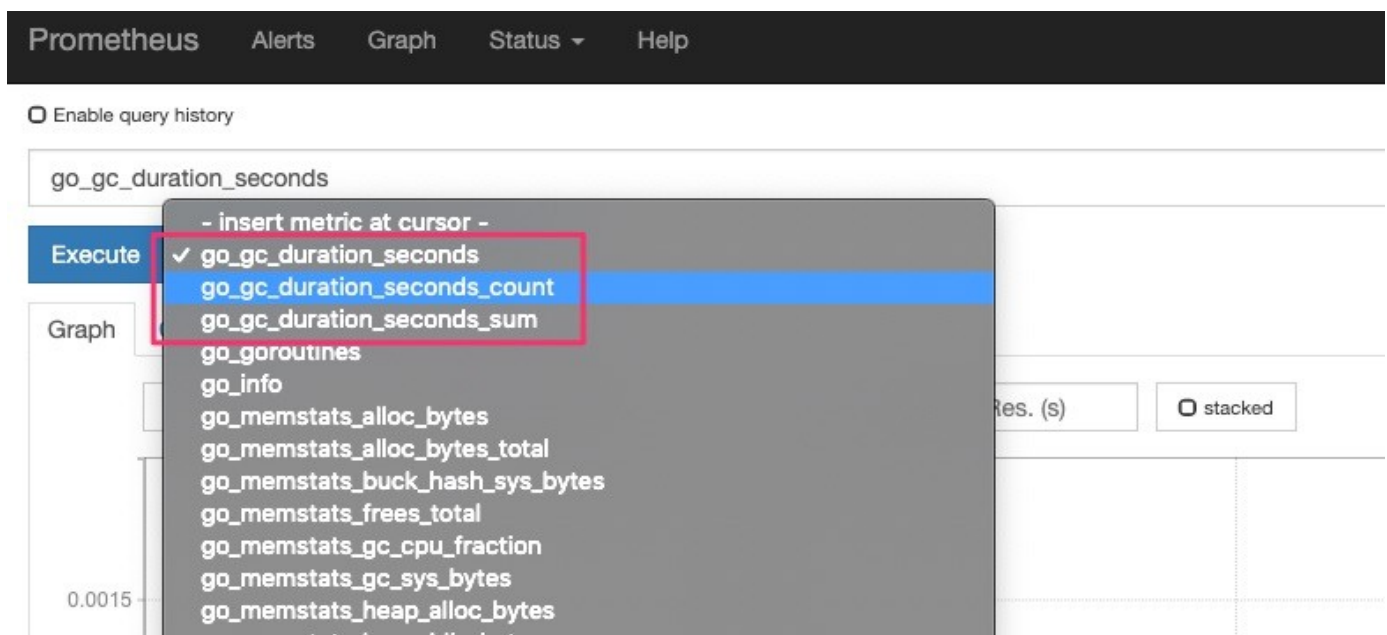 Prometheus Alerts Graph Status Help
Enable query history
go_gc_duration_seconds
- insert metric at cursor -
Execute ✓ go_gc_duration_seconds
go_gc_duration_seconds_count
go_gc_duration_seconds_sum
Graph
go_goroutines
go_info
go_memstats_alloc_bytes
Res. (s) stacked
go_memstats_alloc_bytes_total
go_memstats_buck_hash_sys_bytes
go_memstats_frees_total
go_memstats_gc_cpu_fraction
go_memstats_gc_sys_bytes
0.0015
go_memstats_heap_alloc_bytes